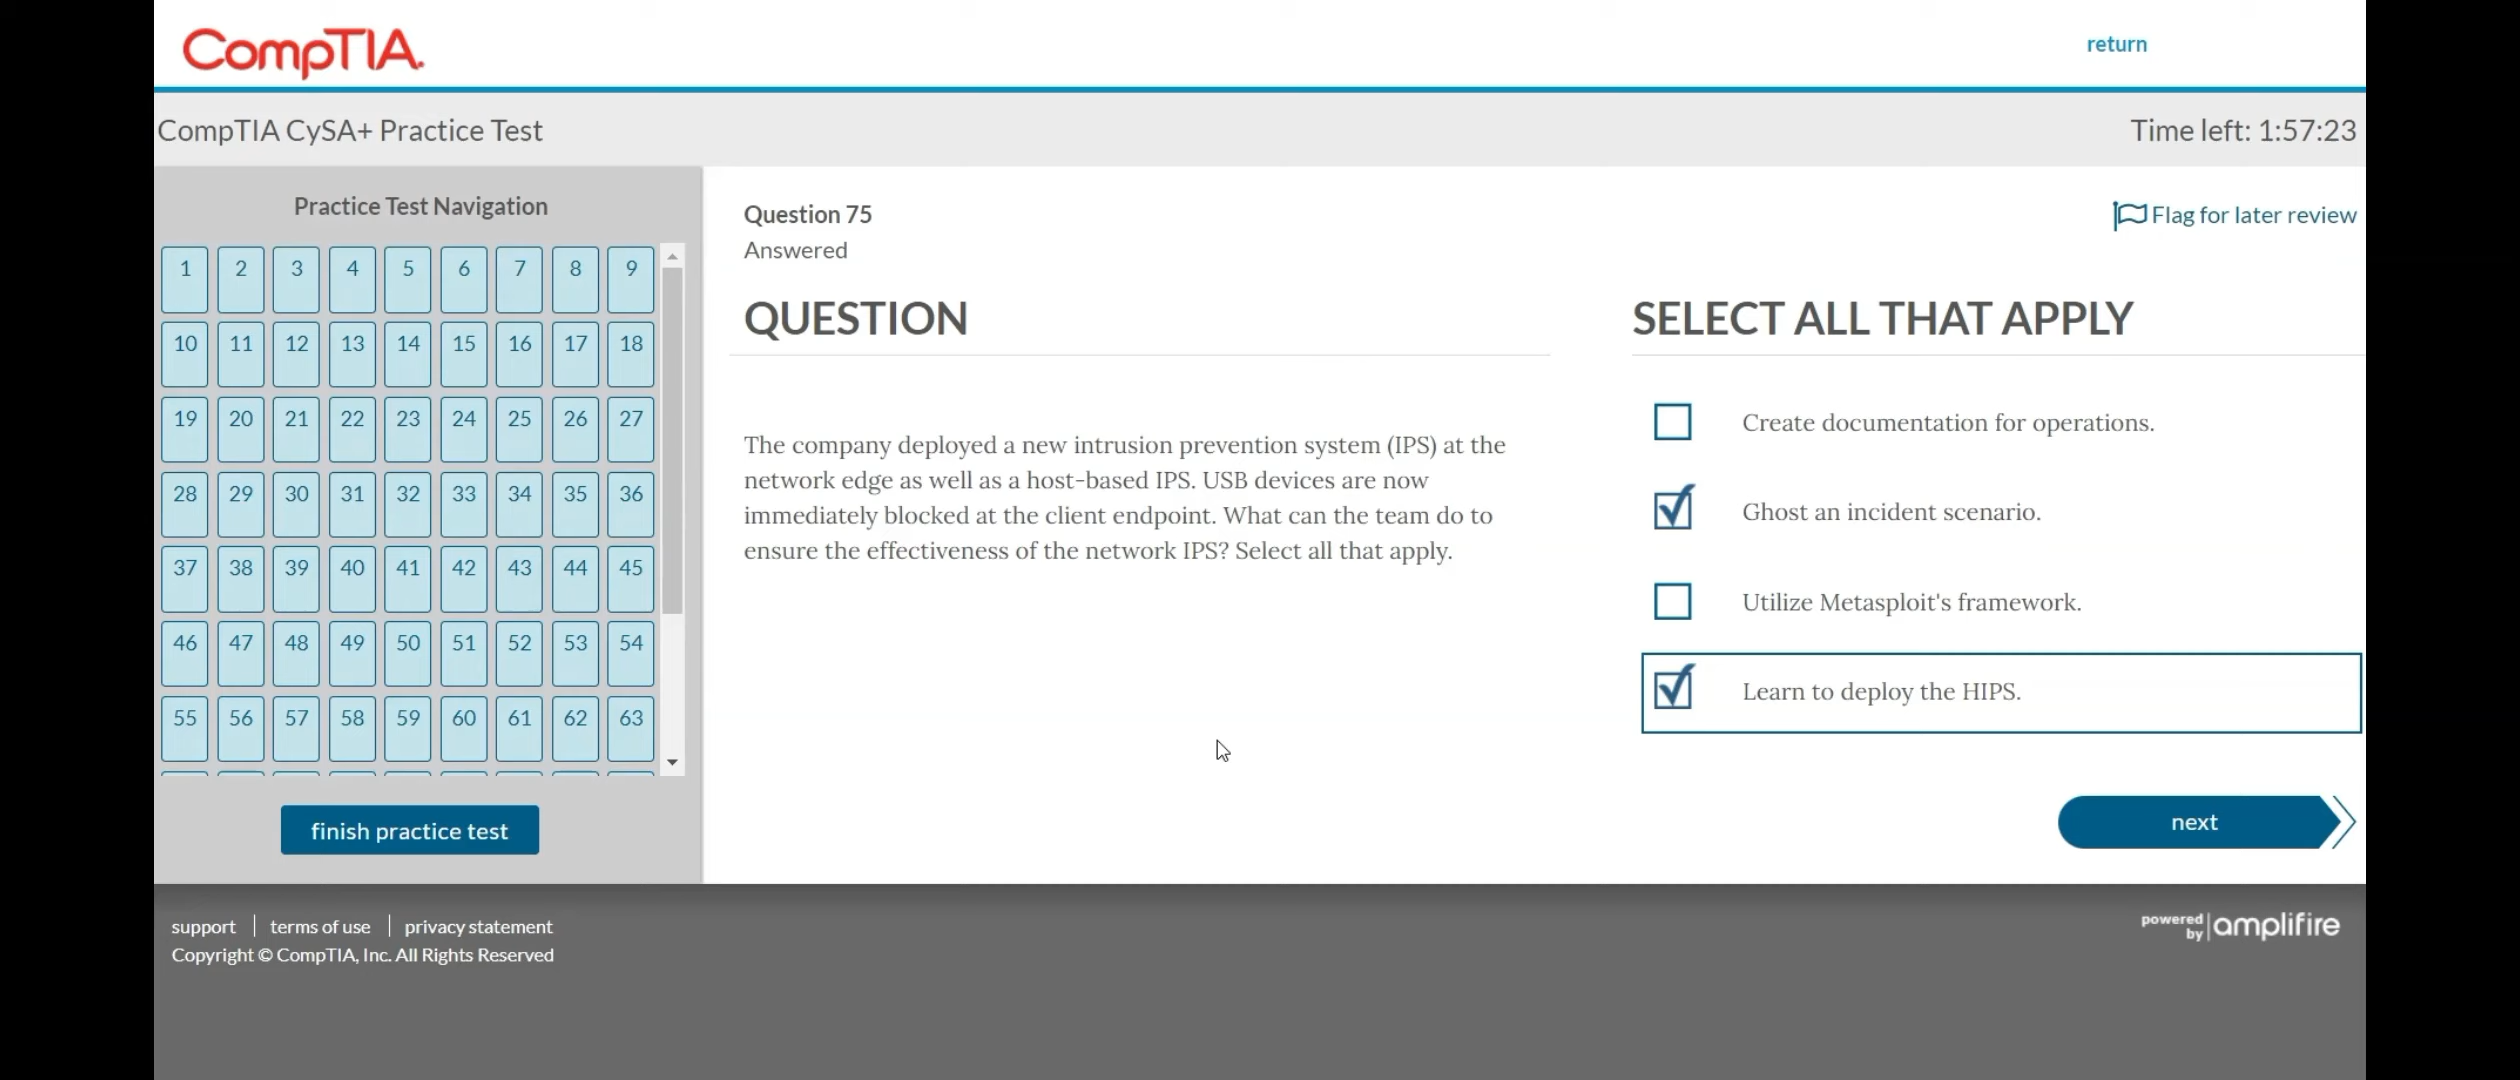 CompTIA.
return
CompTIA CySA+ Practice Test
Time left: 1:57:23
Practice Test Navigation
1 2 3 4 5 6 7 8 9
10 11 12 13 14 15 16 17 18
19 20 21 22 23 24 25 26 27
28 29 30 31 32 33 34 35 36
37 38 39 40 41 42 43 44 45
46 47 48 49 50 51 52 53 54
55 56 57 58 59 60 61 62 63
finish practice test
Question 75
Answered
Flag for later review
QUESTION
The company deployed a new intrusion prevention system (IPS) at the
network edge as well as a host-based IPS. USB devices are now
immediately blocked at the client endpoint. What can the team do to
ensure the effectiveness of the network IPS? Select all that apply.
SELECT ALL THAT APPLY
Create documentation for operations.
Ghost an incident scenario.
Utilize Metasploit's framework.
Learn to deploy the HIPS.
next
support | terms of use | privacy statement
Copyright © CompTIA, Inc. All Rights Reserved
powered
by
amplifire